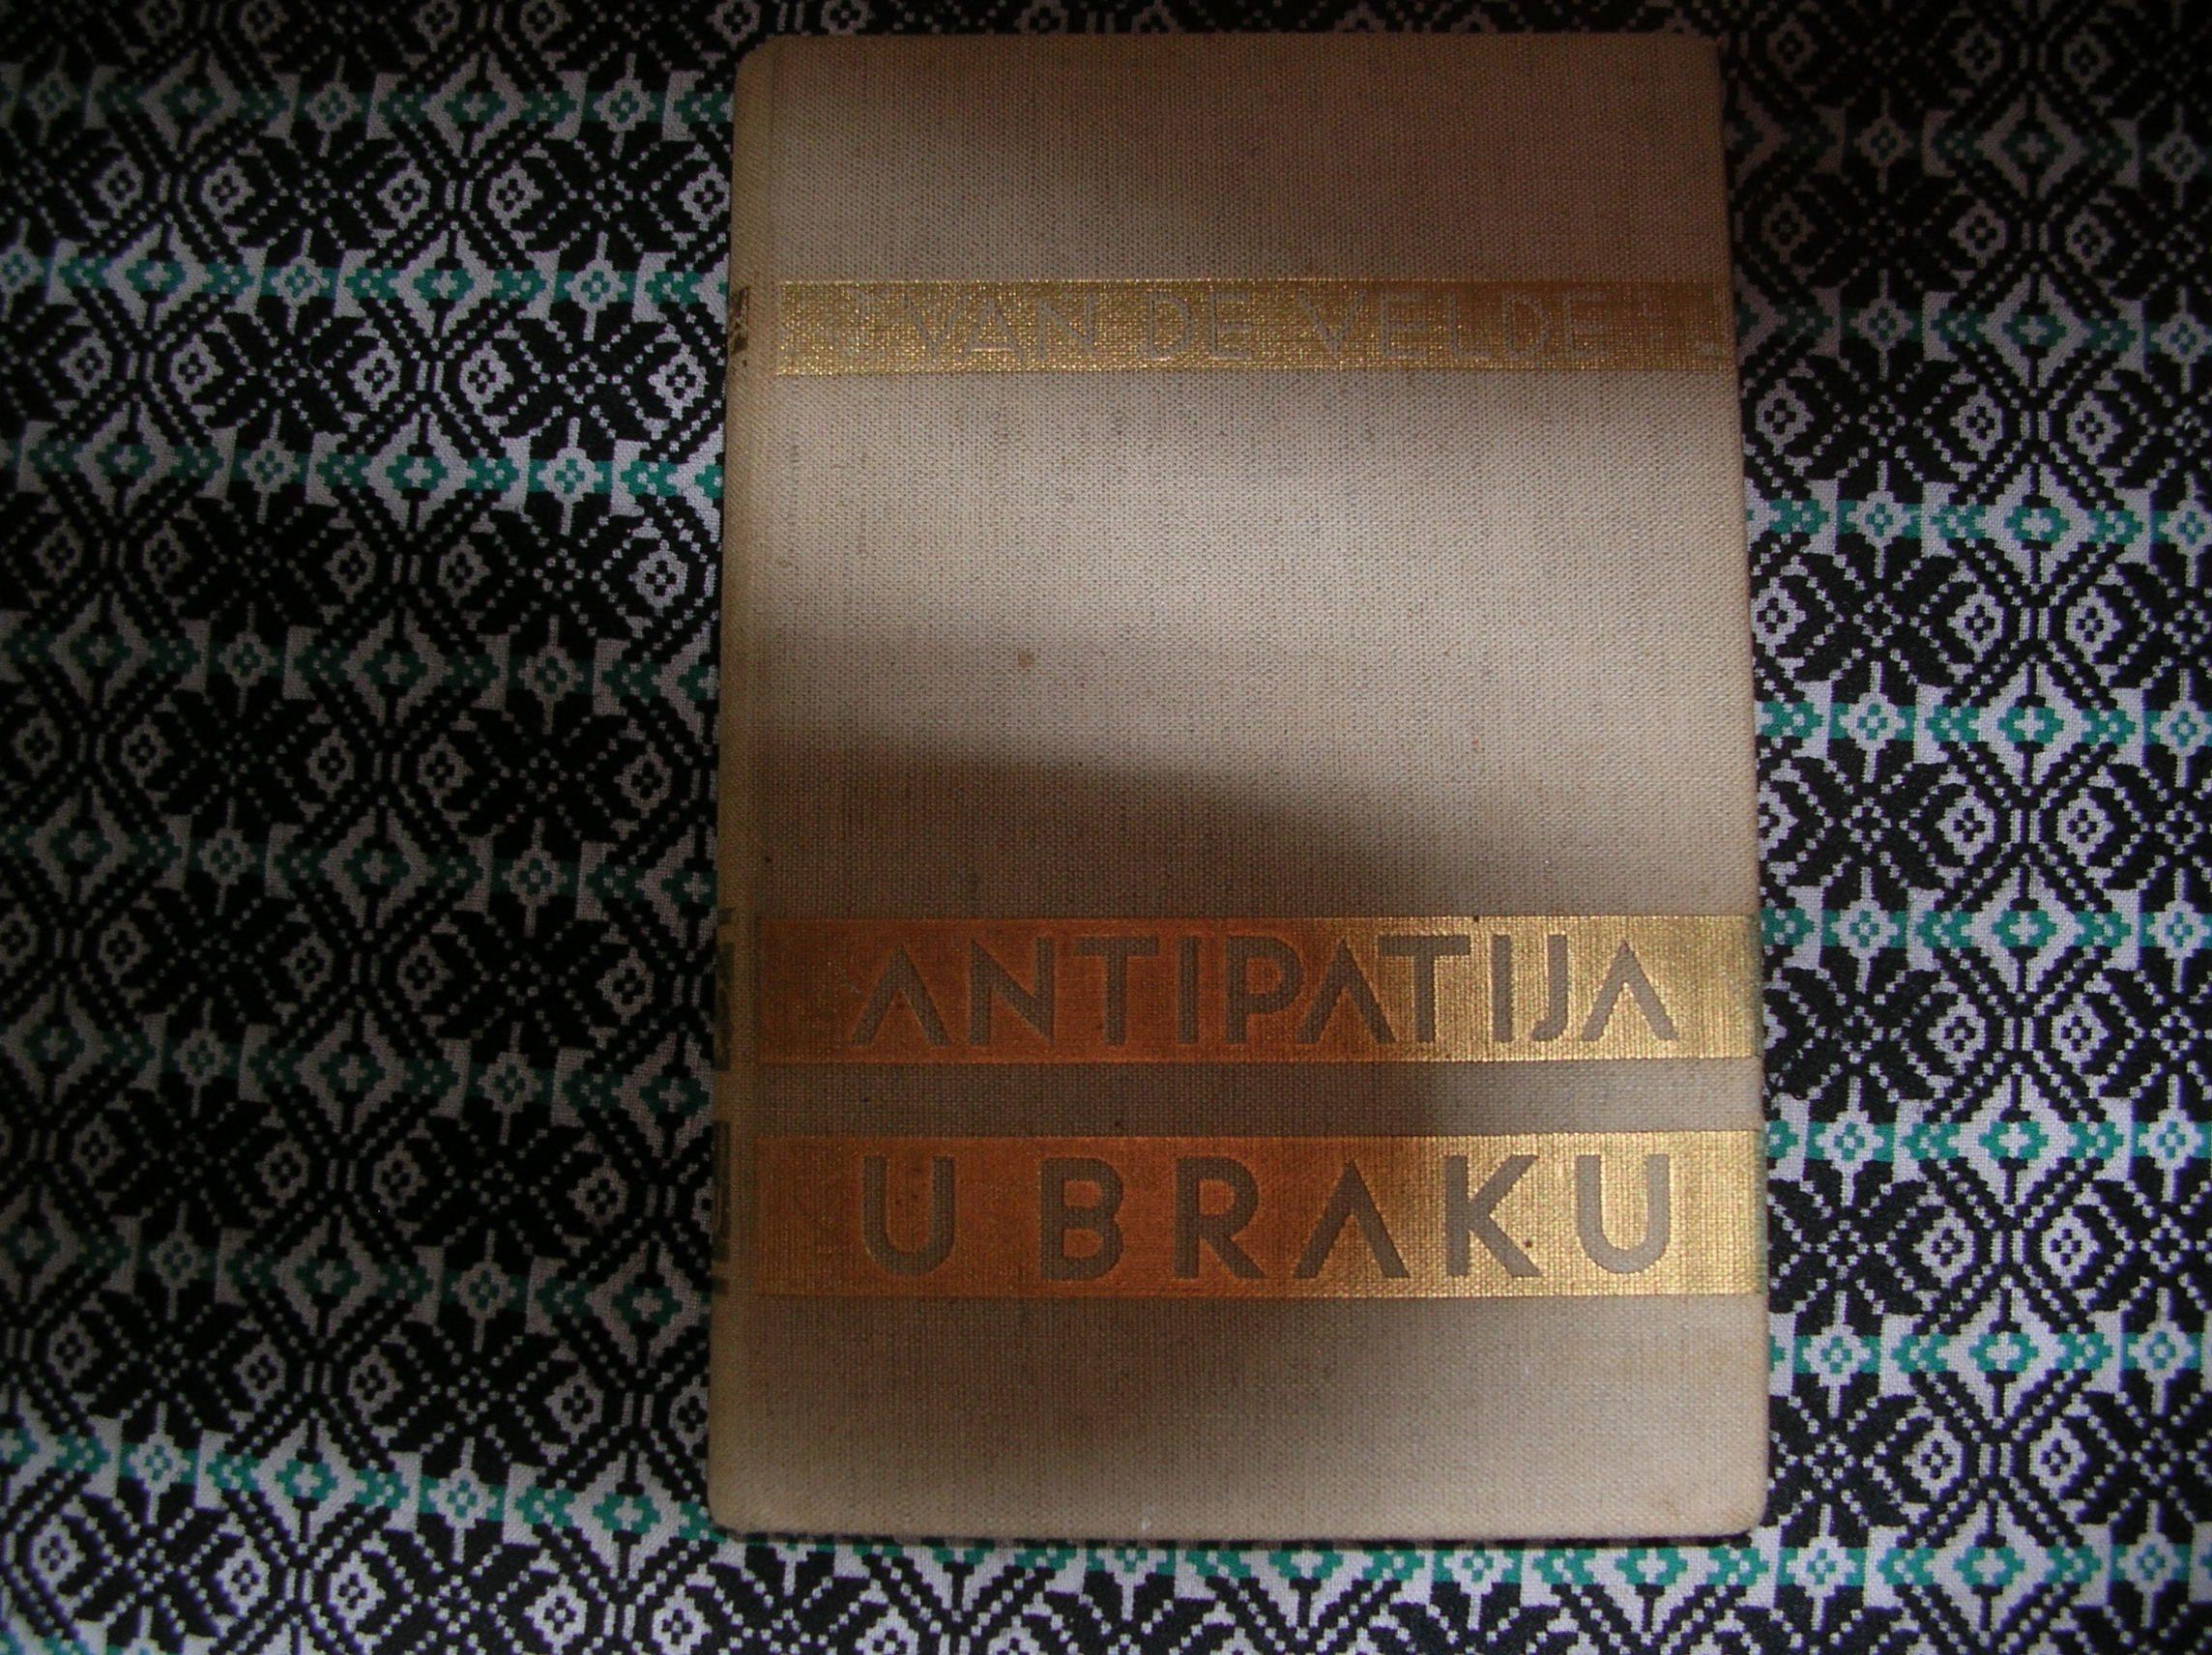 VAN DE VELDE
ANTIPATIJA
U BRAKU